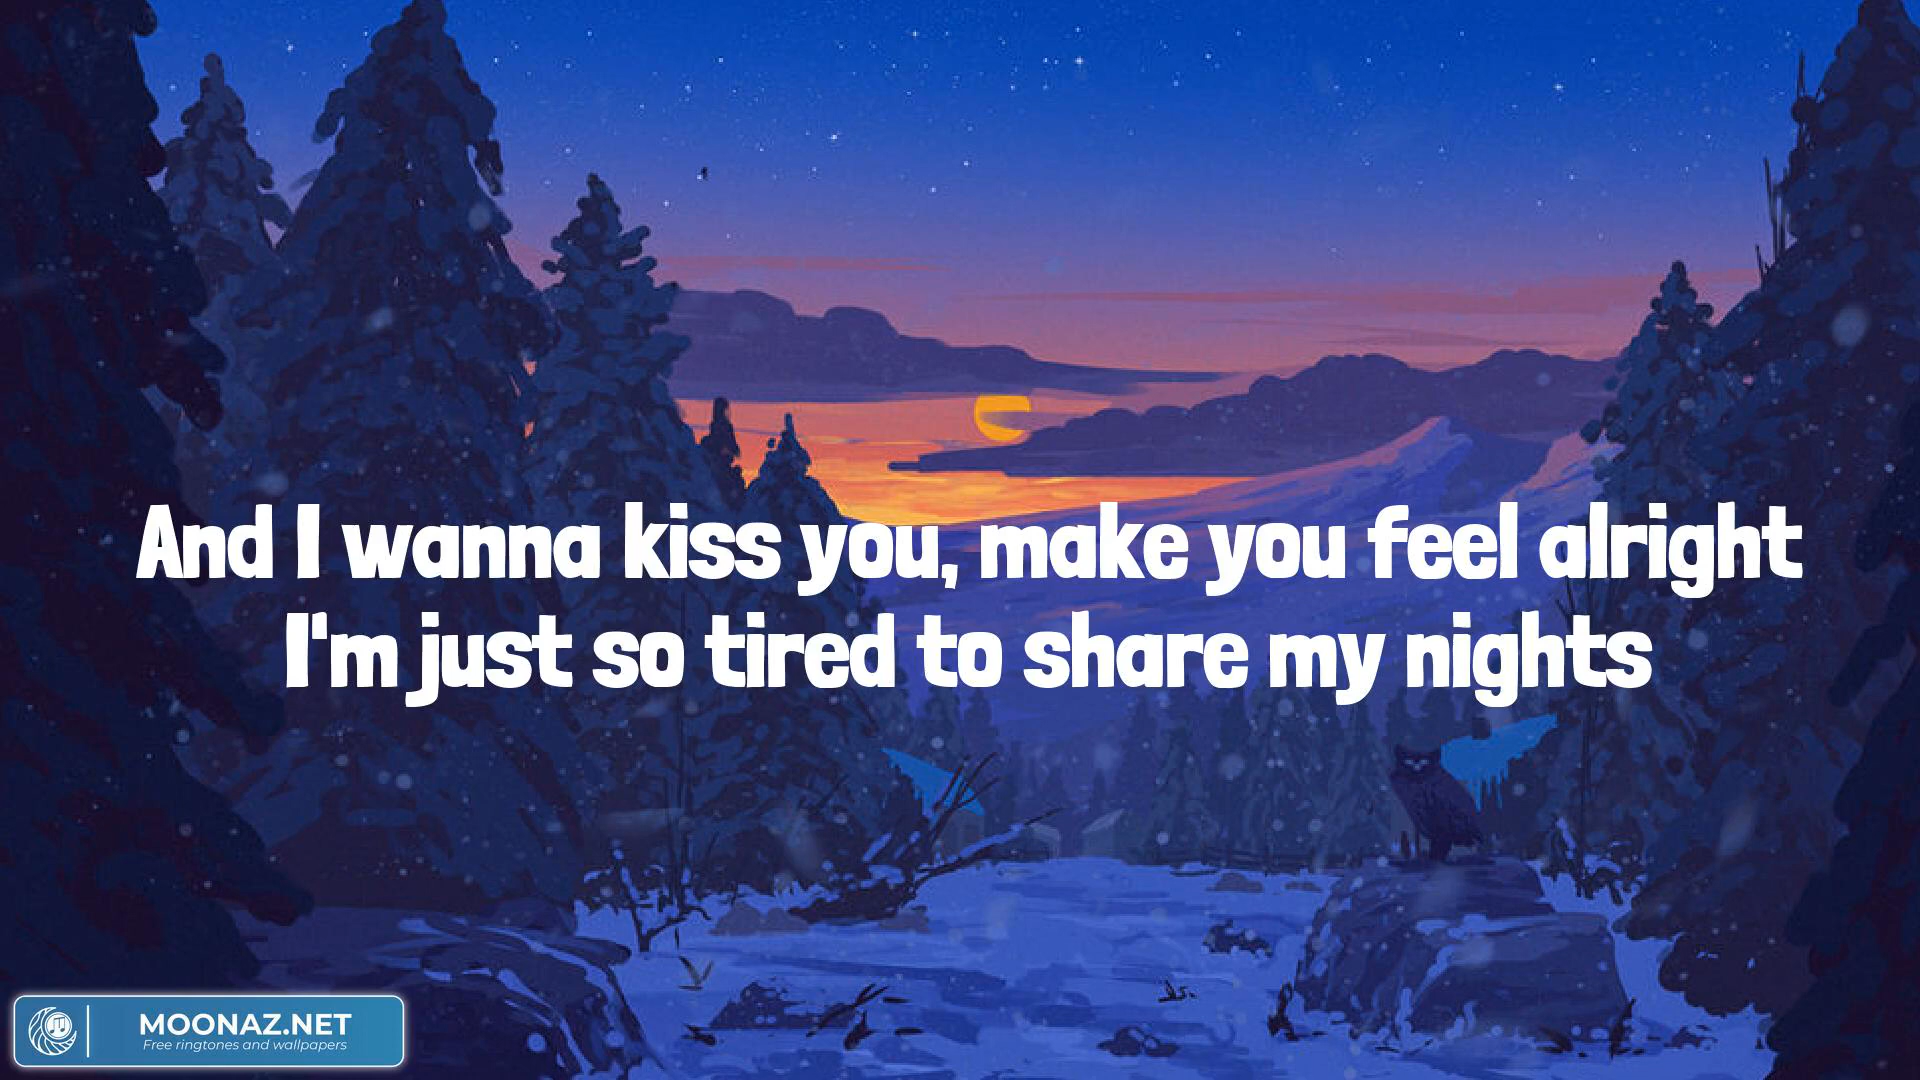 And I wanna kiss you, make you feel alright
I'm just so tired to share my nights
MOONAZ.NET
Free ringtones and wallpapers